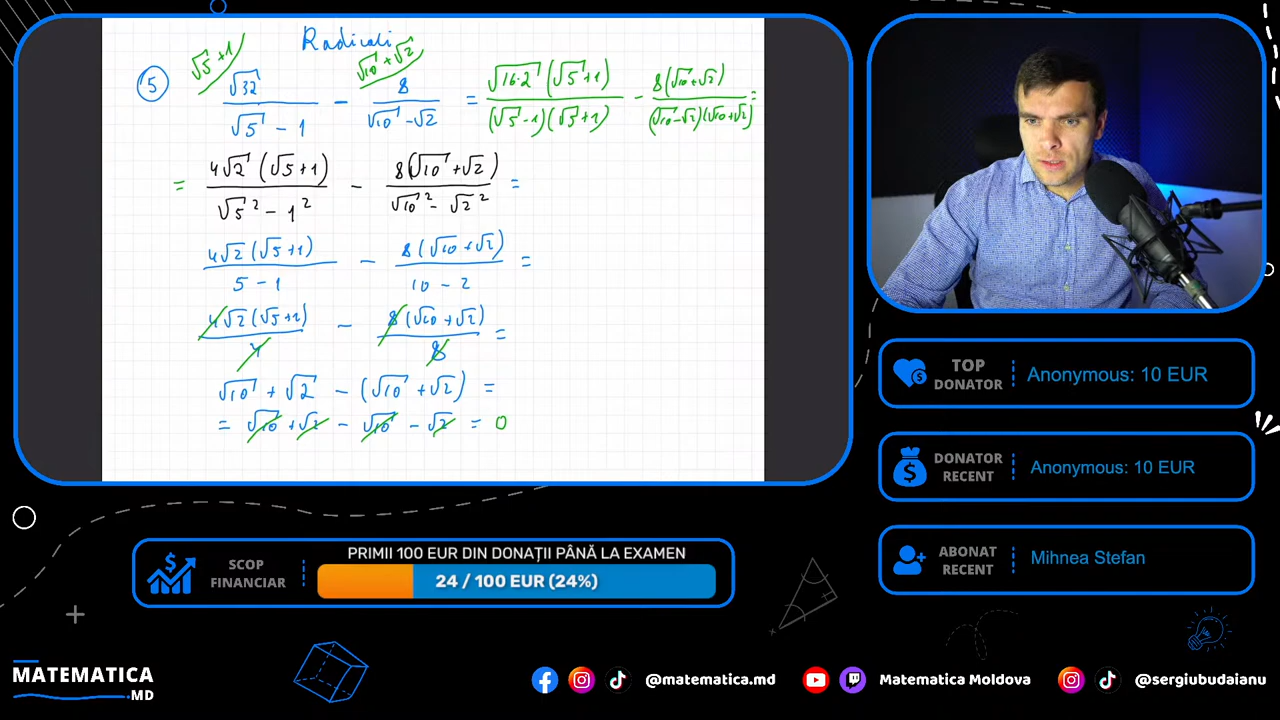 Radicali
⑤ √32 / (√5 - 1) - 8 / (√10 - √2) = √16·2 (√5+1) / (√5-1)(√5+1) - 8(√10+√2) / (√10-√2)(√10+√2) =
√5+1) √10+√2)
= 4√2 (√5+1) / (√5² - 1²) - 8(√10 + √2) / (√10² - √2²) =
4√2 (√5+1) / (5 - 1) - 8(√10 + √2) / (10 - 2) =
4√2 (√5+1) / 4 - 8(√10 + √2) / 8 =
√10 + √2 - (√10 + √2) =
= √10 + √2 - √10 - √2 = 0
TOP
DONATOR
Anonymous: 10 EUR
DONATOR
RECENT
Anonymous: 10 EUR
ABONAT
RECENT
Mihnea Stefan
SCOP
FINANCIAR
PRIMII 100 EUR DIN DONAȚII PÂNĂ LA EXAMEN
24 / 100 EUR (24%)
MATEMATICA
.MD
@matematica.md
Matematica Moldova
@sergiubudaianu